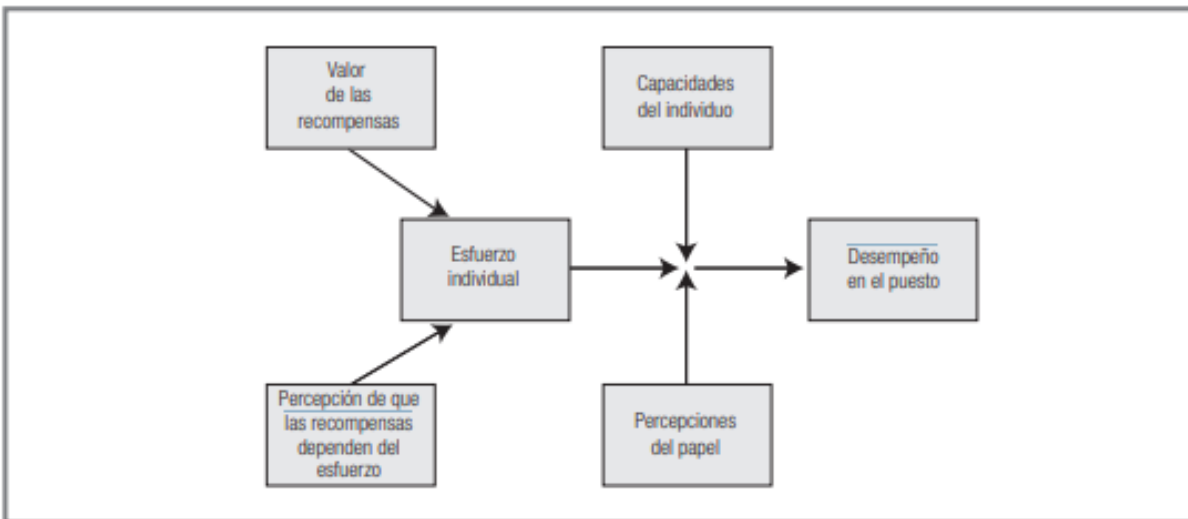 Valor
de las
recompensas
Capacidades
del individuo
Esfuerzo
individual
Desempeño
en el puesto
Percepción de que
las recompensas
dependen del
esfuerzo
Percepciones
del papel